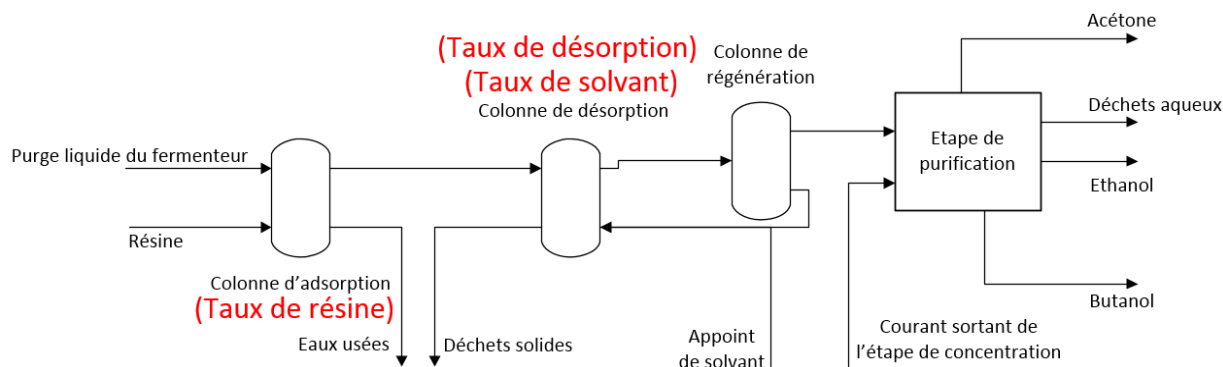 Acétone
(Taux de désorption)
(Taux de solvant)
Colonne de désorption
Colonne de
régénération
Déchets aqueux
Purge liquide du fermenteur
Etape de
purification
Ethanol
Résine
Colonne d'adsorption
(Taux de résine)
Eaux usées
Déchets solides
Appoint
de solvant
Courant sortant de
l'étape de concentration
Butanol